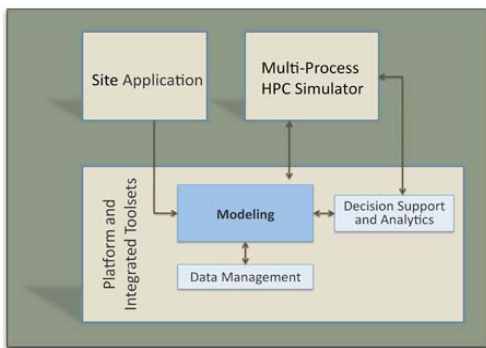 Site Application
Multi-Process
HPC Simulator
Platform and
Integrated Toolsets
Modeling
Decision Support
and Analytics
Data Management